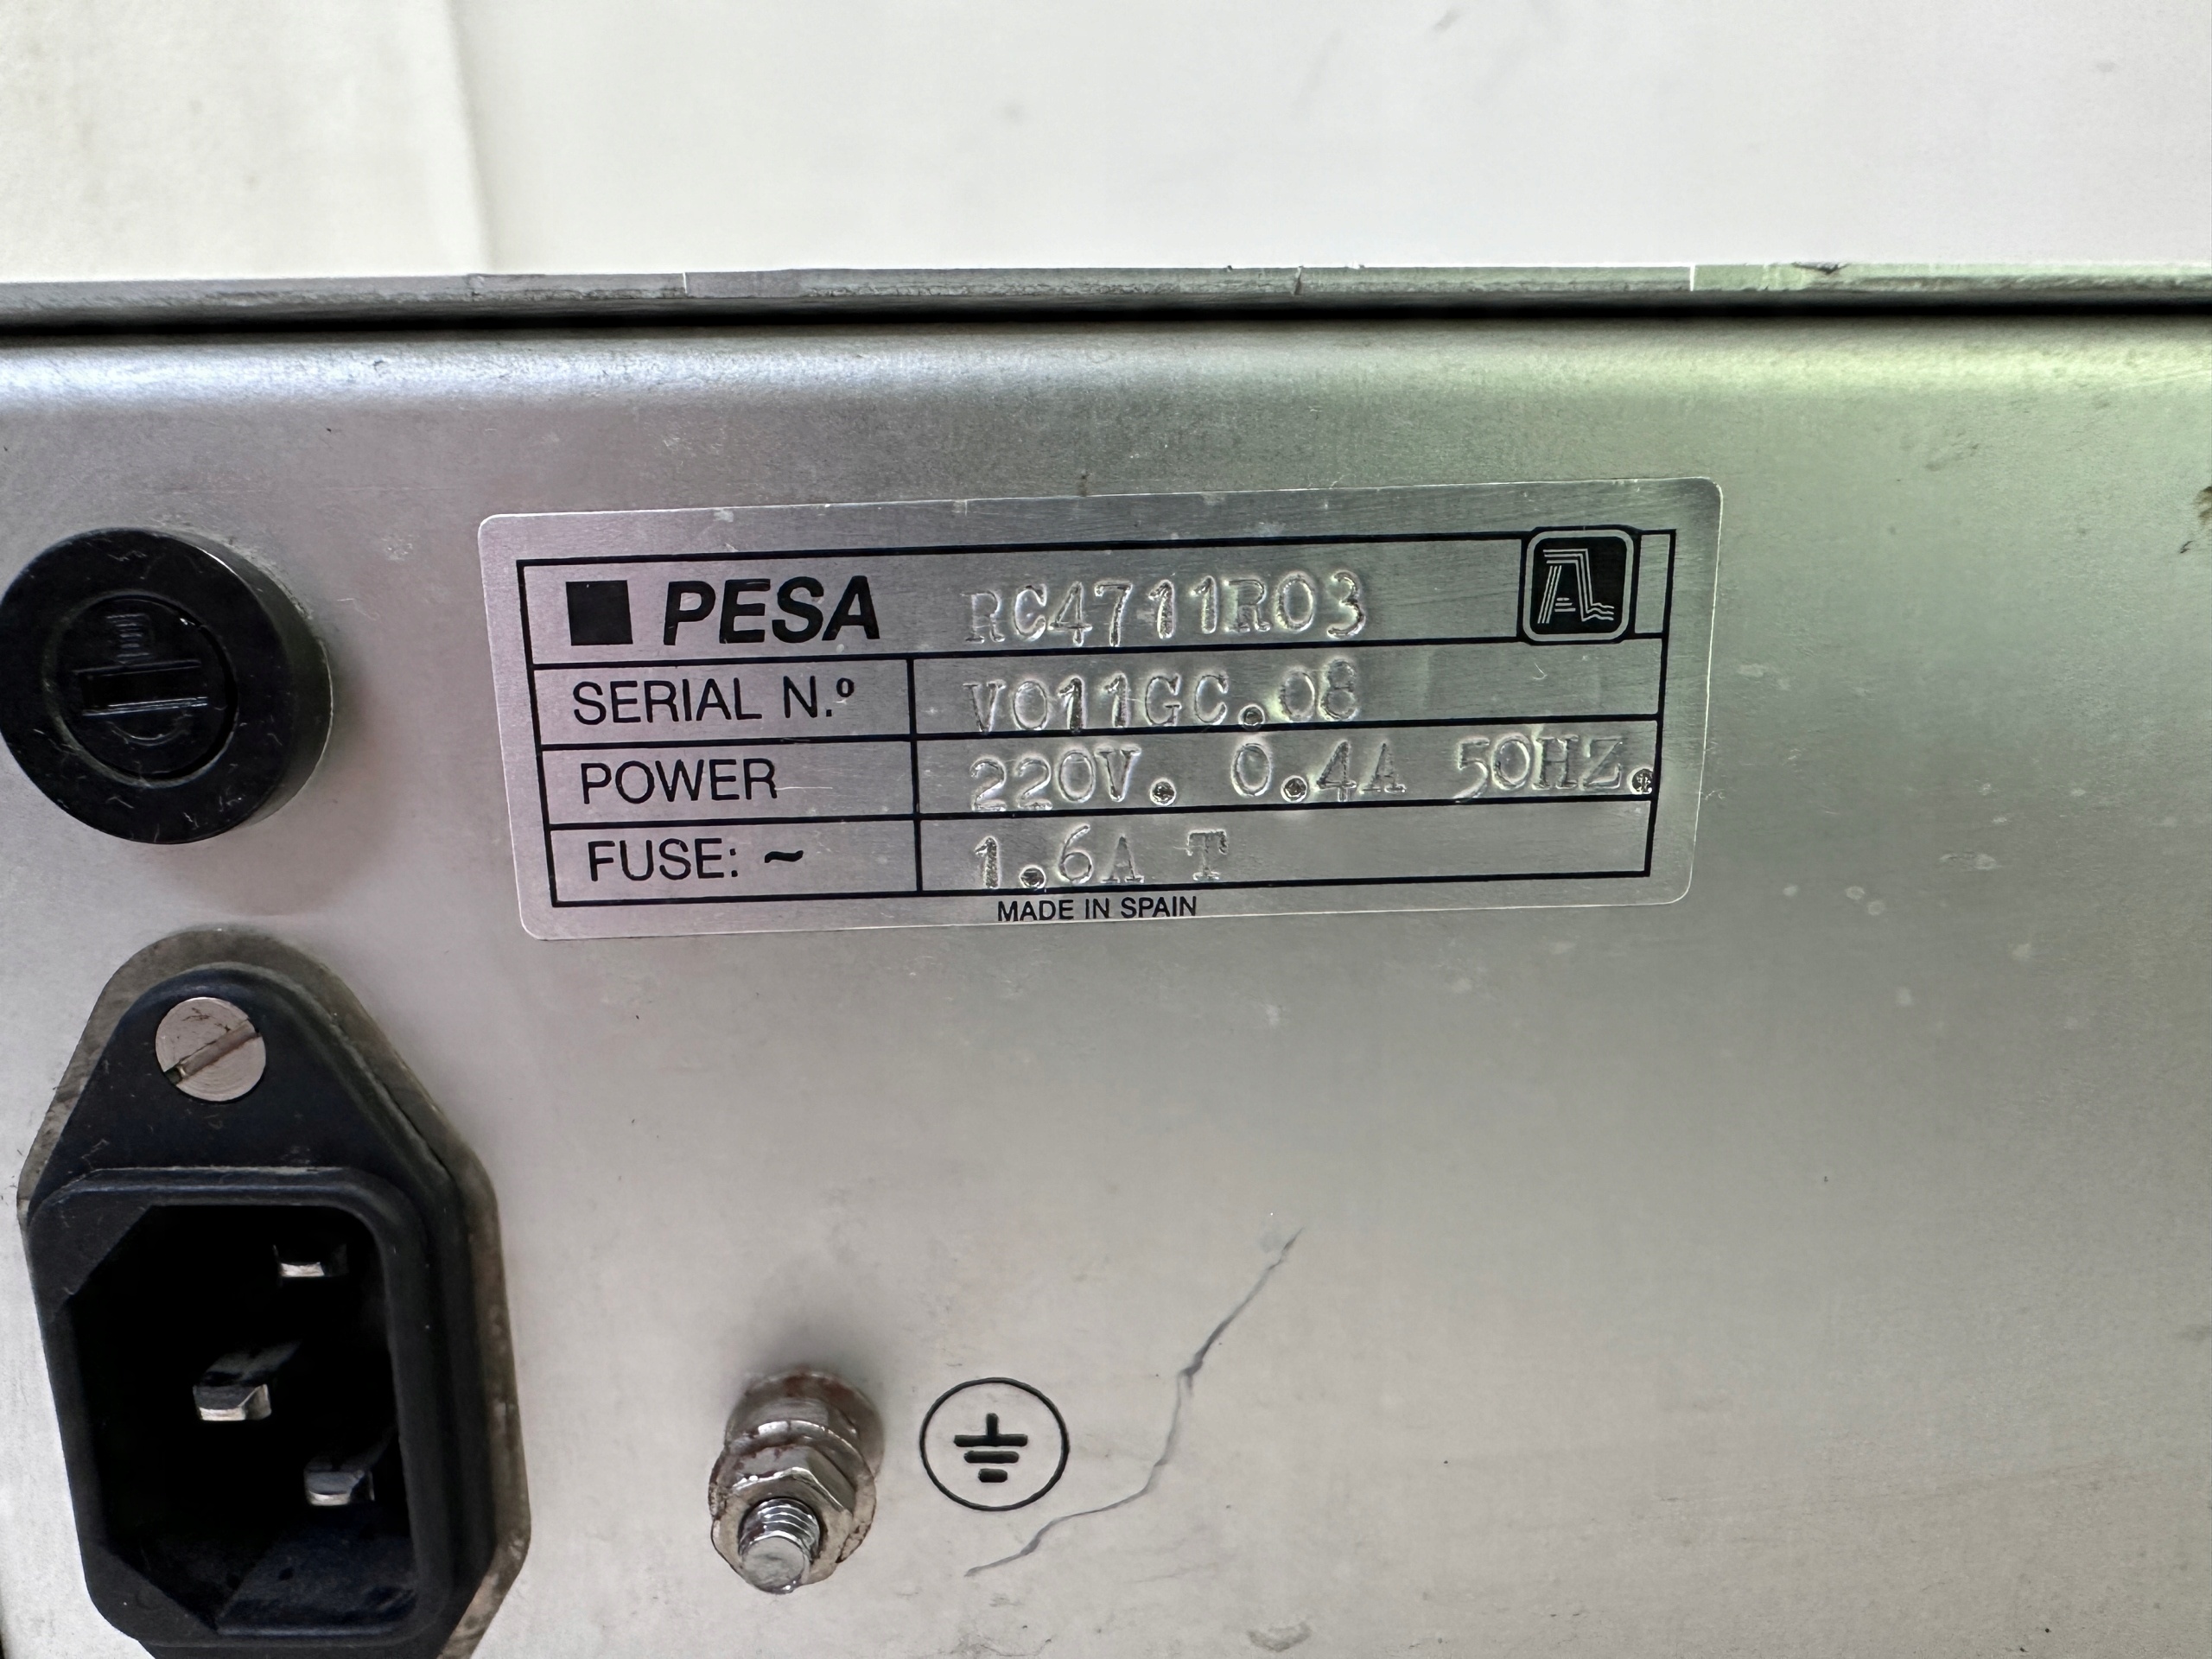 PESA RC4711R03
SERIAL N.º V011GC.08
POWER 220V. 0.4A 50HZ.
FUSE: ~ 1.6A T
MADE IN SPAIN